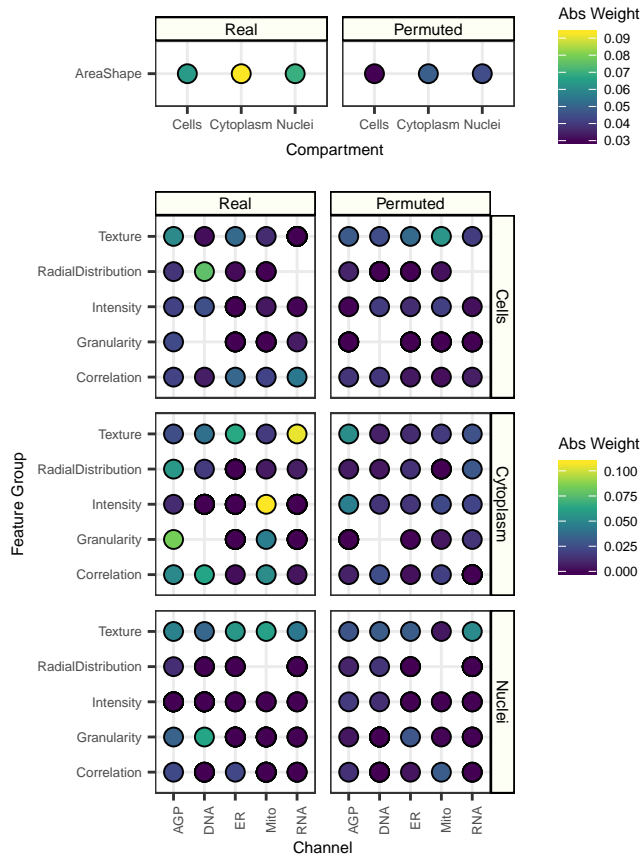 Abs Weight
Real
Permuted
0.09
0.08
0.07
0.06
0.05
0.04
0.03
AreaShape
Cells
Cytoplasm
Nuclei
Cells
Cytoplasm
Nuclei
Compartment
Real
Permuted
Texture
RadialDistribution
Intensity
Granularity
Correlation
Cells
Texture
RadialDistribution
Intensity
Granularity
Correlation
Cytoplasm
Feature Group
Abs Weight
0.100
0.075
0.050
0.025
0.000
Texture
RadialDistribution
Intensity
Granularity
Correlation
Nuclei
AGP
DNA
ER
Mito
RNA
AGP
DNA
ER
Mito
RNA
Channel